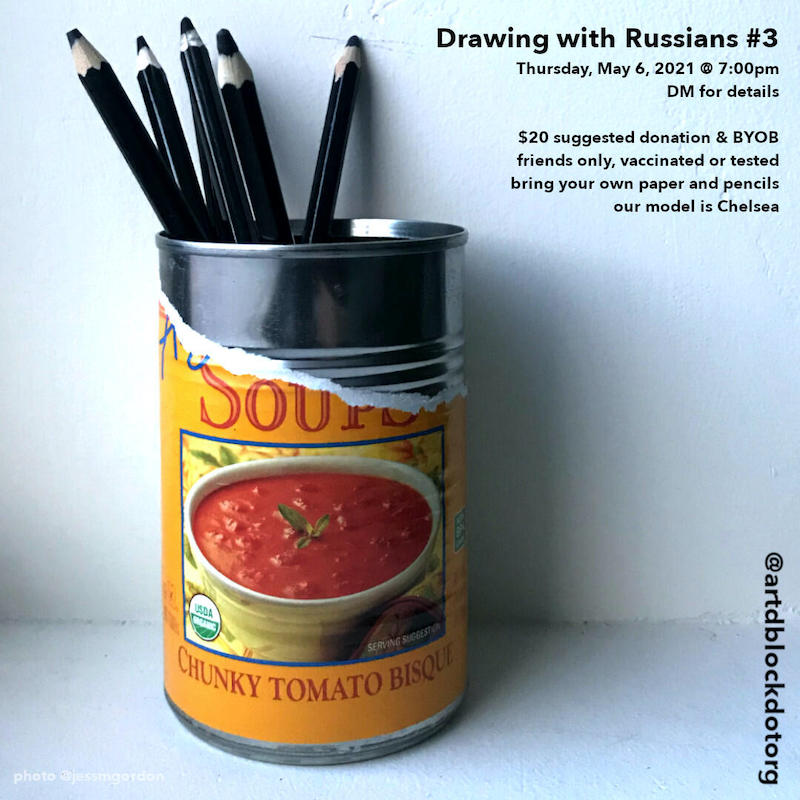 Drawing with Russians #3
Thursday, May 6, 2021 @ 7:00pm
DM for details
$20 suggested donation & BYOB
friends only, vaccinated or tested
bring your own paper and pencils
our model is Chelsea
SOUPS
USDA
ORGANIC
SERVING SUGGESTION
CHUNKY TOMATO BISQUE
@artdblockdotorg
photo @jessmgordon